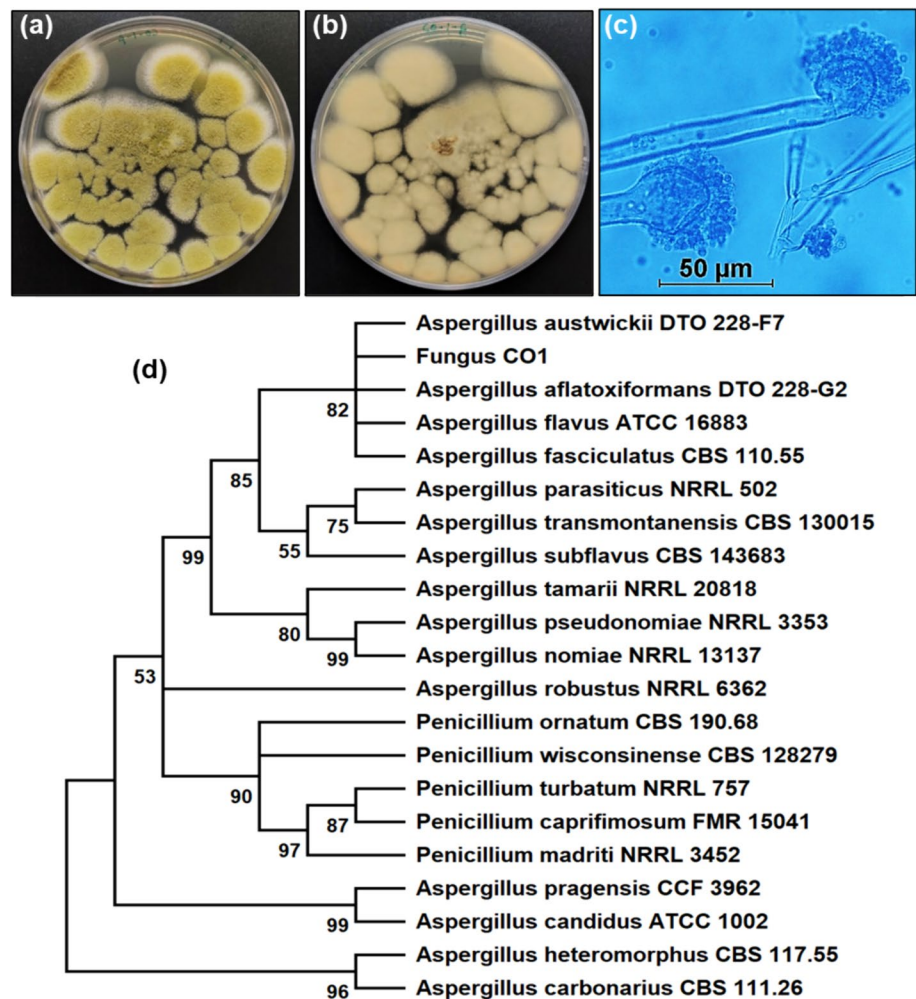 (a)
(b)
(c)
50 µm
(d)
Aspergillus austwickii DTO 228-F7
Fungus CO1
Aspergillus aflatoxiformans DTO 228-G2
82
Aspergillus flavus ATCC 16883
Aspergillus fasciculatus CBS 110.55
85
Aspergillus parasiticus NRRL 502
75
Aspergillus transmontanensis CBS 130015
55
Aspergillus subflavus CBS 143683
99
Aspergillus tamarii NRRL 20818
80
Aspergillus pseudonomiae NRRL 3353
99
Aspergillus nomiae NRRL 13137
53
Aspergillus robustus NRRL 6362
Penicillium ornatum CBS 190.68
Penicillium wisconsinense CBS 128279
90
Penicillium turbatum NRRL 757
87
Penicillium caprifimosum FMR 15041
97
Penicillium madriti NRRL 3452
Aspergillus pragensis CCF 3962
99
Aspergillus candidus ATCC 1002
Aspergillus heteromorphus CBS 117.55
96
Aspergillus carbonarius CBS 111.26